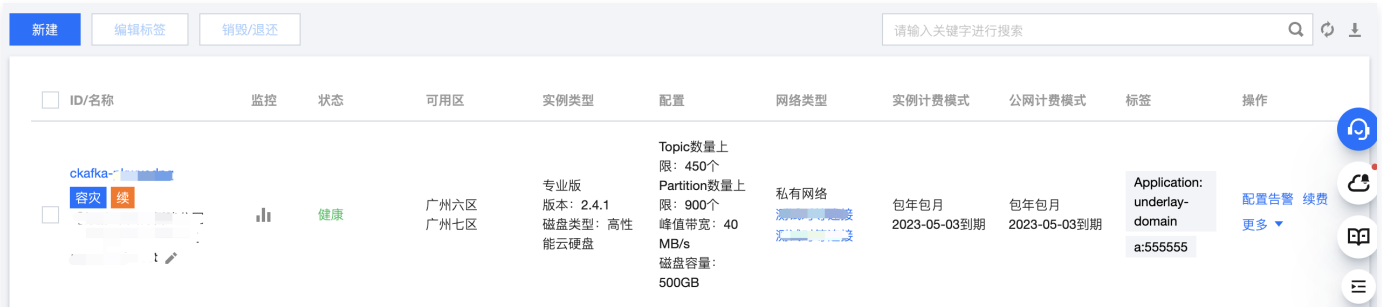 新建
编辑标签
销毁/退还
请输入关键字进行搜索
ID/名称
监控
状态
可用区
实例类型
配置
网络类型
实例计费模式
公网计费模式
标签
操作
ckafka-
容灾
续
健康
广州六区
广州七区
专业版
版本：2.4.1
磁盘类型：高性
能云硬盘
Topic数量上
限：450个
Partition数量上
限：900个
峰值带宽：40
MB/s
磁盘容量：
500GB
私有网络
包年包月
2023-05-03到期
包年包月
2023-05-03到期
Application:
underlay-
domain
a:555555
配置告警 续费
更多